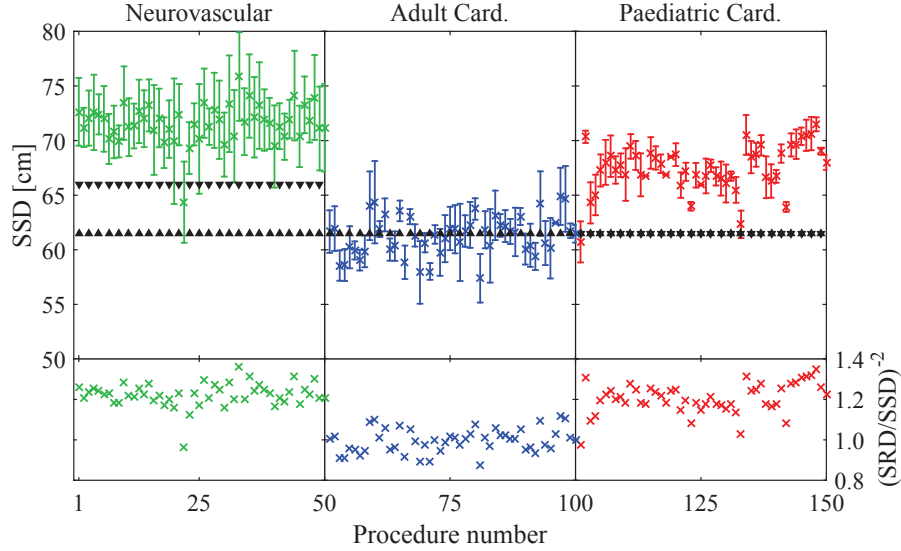 Neurovascular Adult Card. Paediatric Card.
80
75
70
65
60
55
50
SSD [cm]
1.4
1.2
1.0
0.8
(SRD/SSD)-2
1 25 50 75 100 125 150
Procedure number